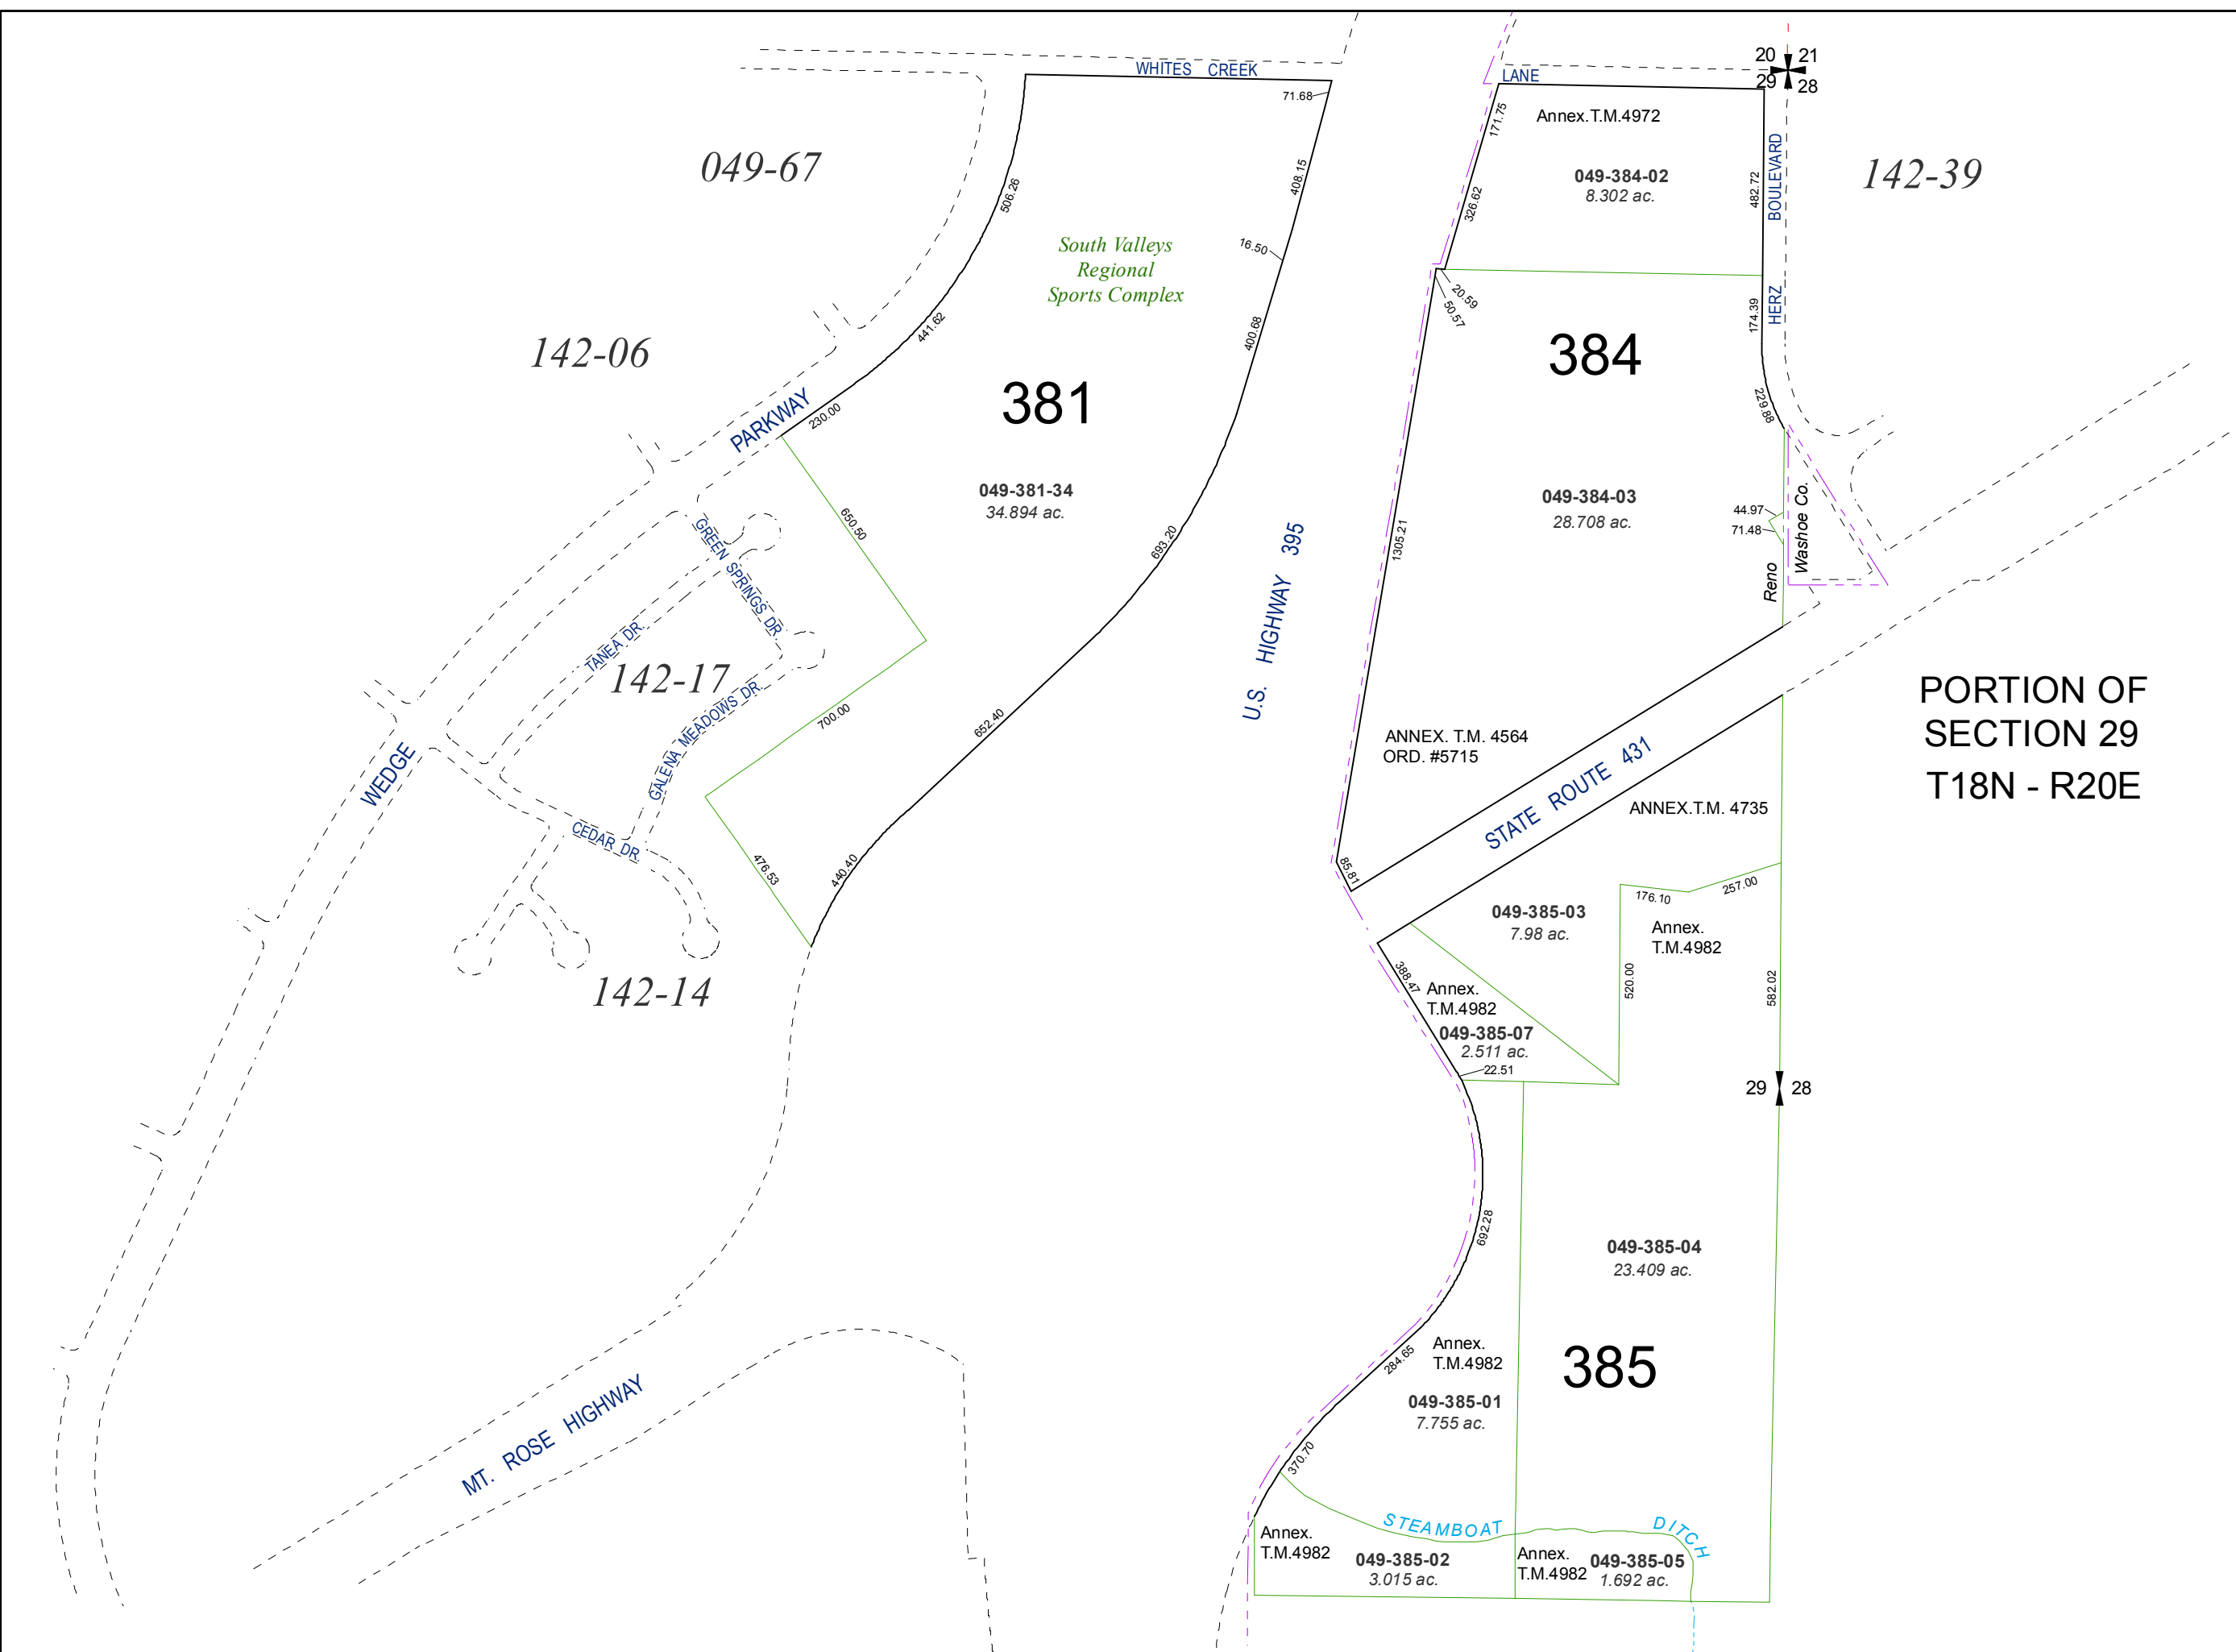 WHITES CREEK
LANE
20 21
29 28
71.68
171.75
Annex.T.M.4972
049-67
142-39
049-384-02
8.302 ac.
482.72
BOULEVARD
408.15
506.26
326.62
South Valleys
Regional
Sports Complex
16.50
20.59
50.57
174.39
HERZ
441.62
400.68
142-06
384
381
PARKWAY
230.00
229.88
049-381-34
34.894 ac.
049-384-03
28.708 ac.
650.50
693.20
1305.21
44.97
71.48
Washoe Co.
Reno
U.S. HIGHWAY 395
GREEN SPRINGS DR.
TANEA DR.
142-17
GALENA MEADOWS DR.
700.00
652.40
PORTION OF
SECTION 29
T18N - R20E
WEDGE
ANNEX. T.M. 4564
ORD. #5715
STATE ROUTE 431
ANNEX.T.M. 4735
CEDAR DR.
476.53
440.40
85.81
176.10
257.00
049-385-03
7.98 ac.
Annex.
T.M.4982
388.47
520.00
582.02
142-14
Annex.
T.M.4982
049-385-07
2.511 ac.
22.51
29 28
692.28
049-385-04
23.409 ac.
284.65
Annex.
T.M.4982
385
049-385-01
7.755 ac.
MT. ROSE HIGHWAY
370.70
STEAMBOAT DITCH
Annex.
T.M.4982
049-385-02
3.015 ac.
Annex.
T.M.4982
049-385-05
1.692 ac.